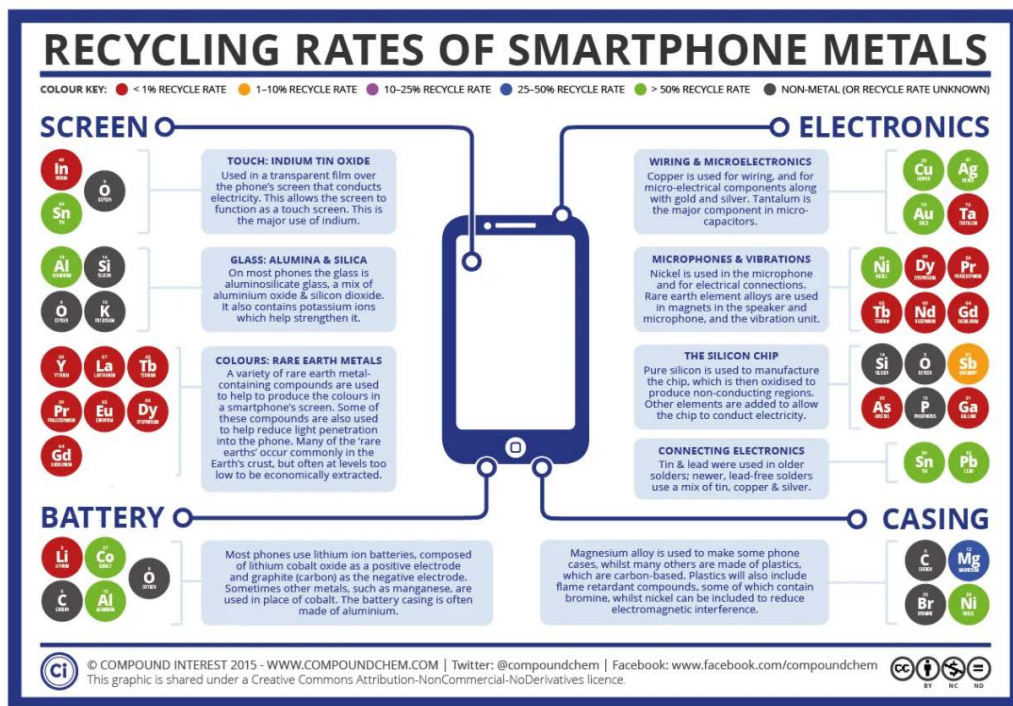 RECYCLING RATES OF SMARTPHONE METALS
COLOUR KEY: < 1% RECYCLE RATE 1–10% RECYCLE RATE 10–25% RECYCLE RATE 25–50% RECYCLE RATE > 50% RECYCLE RATE NON-METAL (OR RECYCLE RATE UNKNOWN)
SCREEN
In
O
Sn
TOUCH: INDIUM TIN OXIDE
Used in a transparent film over
the phone's screen that conducts
electricity. This allows the screen to
function as a touch screen. This is
the major use of indium.
Al Si
O K
GLASS: ALUMINA & SILICA
On most phones the glass is
aluminosilicate glass, a mix of
aluminium oxide & silicon dioxide.
It also contains potassium ions
which help strengthen it.
Y La Tb
Pr Eu Dy
Gd
COLOURS: RARE EARTH METALS
A variety of rare earth metal-
containing compounds are used
to help to produce the colours in
a smartphone's screen. Some of
these compounds are also used
to help reduce light penetration
into the phone. Many of the 'rare
earths' occur commonly in the
Earth's crust, but often at levels too
low to be economically extracted.
ELECTRONICS
WIRING & MICROELECTRONICS
Copper is used for wiring, and for
micro-electrical components along
with gold and silver. Tantalum is
the major component in micro-
capacitors.
Cu Ag
Au Ta
MICROPHONES & VIBRATIONS
Nickel is used in the microphone
and for electrical connections.
Rare earth element alloys are used
in magnets in the speaker and
microphone, and the vibration unit.
Ni Dy Pr
Tb Nd Gd
THE SILICON CHIP
Pure silicon is used to manufacture
the chip, which is then oxidised to
produce non-conducting regions.
Other elements are added to allow
the chip to conduct electricity.
Si O Sb
As P Ga
CONNECTING ELECTRONICS
Tin & lead were used in older
solders; newer, lead-free solders
use a mix of tin, copper & silver.
Sn Pb
BATTERY
Li Co
O
C Al
Most phones use lithium ion batteries, composed
of lithium cobalt oxide as a positive electrode
and graphite (carbon) as the negative electrode.
Sometimes other metals, such as manganese, are
used in place of cobalt. The battery casing is often
made of aluminium.
CASING
Magnesium alloy is used to make some phone
cases, whilst many others are made of plastics,
which are carbon-based. Plastics will also include
flame retardant compounds, some of which contain
bromine, whilst nickel can be included to reduce
electromagnetic interference.
C Mg
Br Ni
Ci
© COMPOUND INTEREST 2015 - WWW.COMPOUNDCHEM.COM | Twitter: @compoundchem | Facebook: www.facebook.com/compoundchem
This graphic is shared under a Creative Commons Attribution-NonCommercial-NoDerivatives licence.
cc
BY NC ND